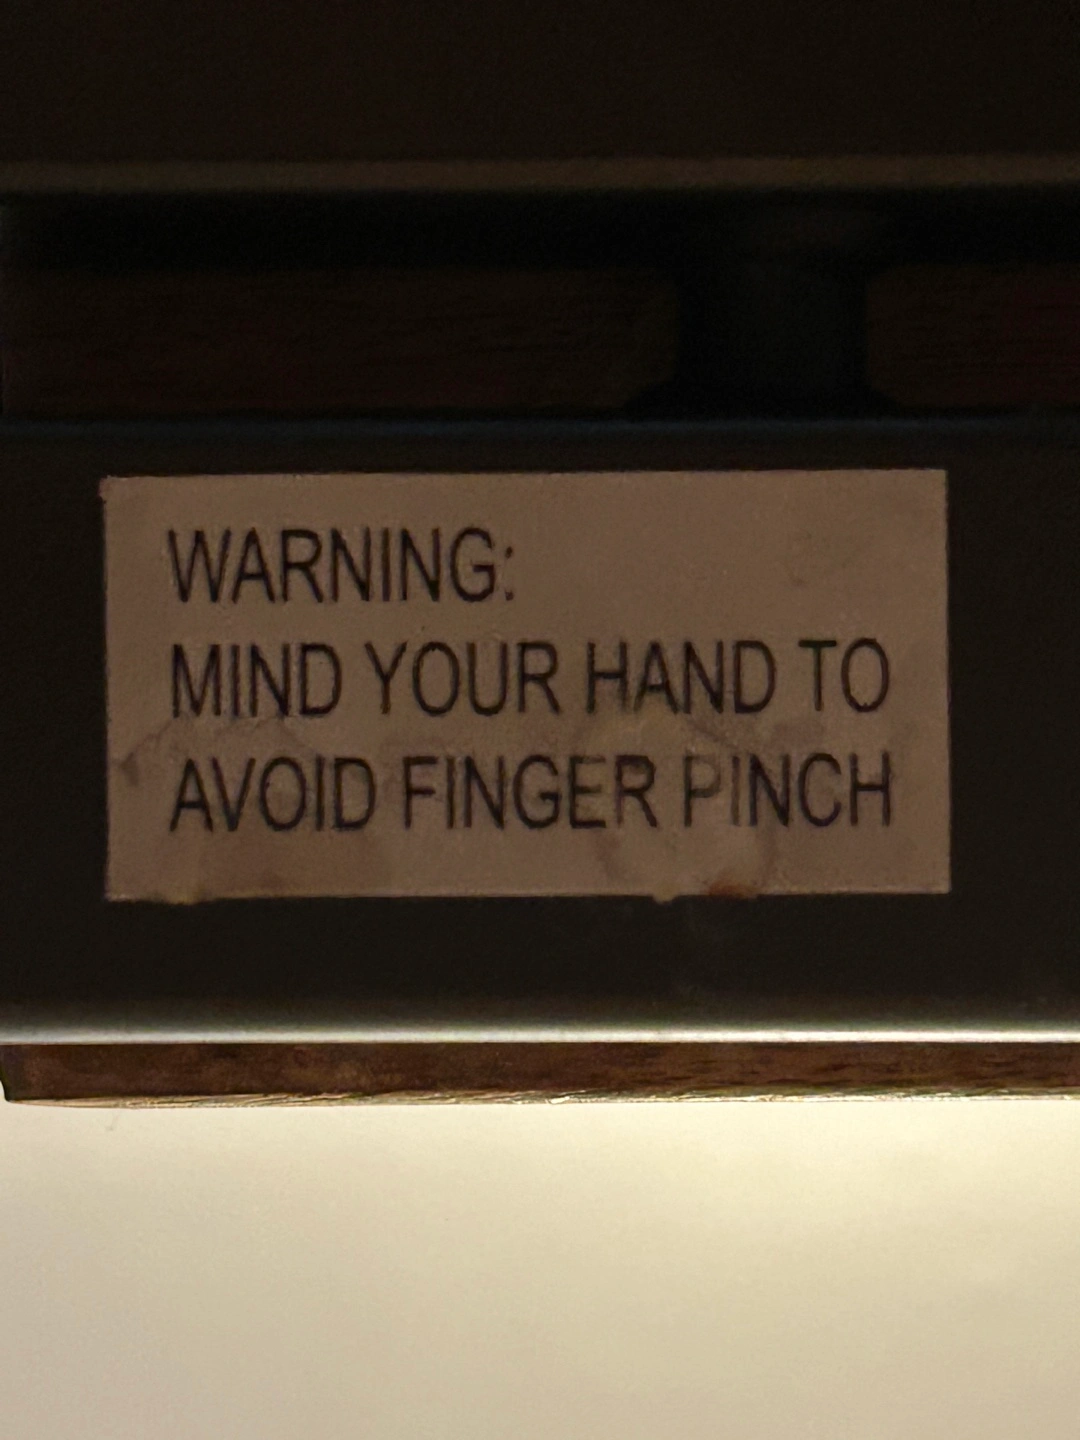 WARNING:
MIND YOUR HAND TO
AVOID FINGER PINCH